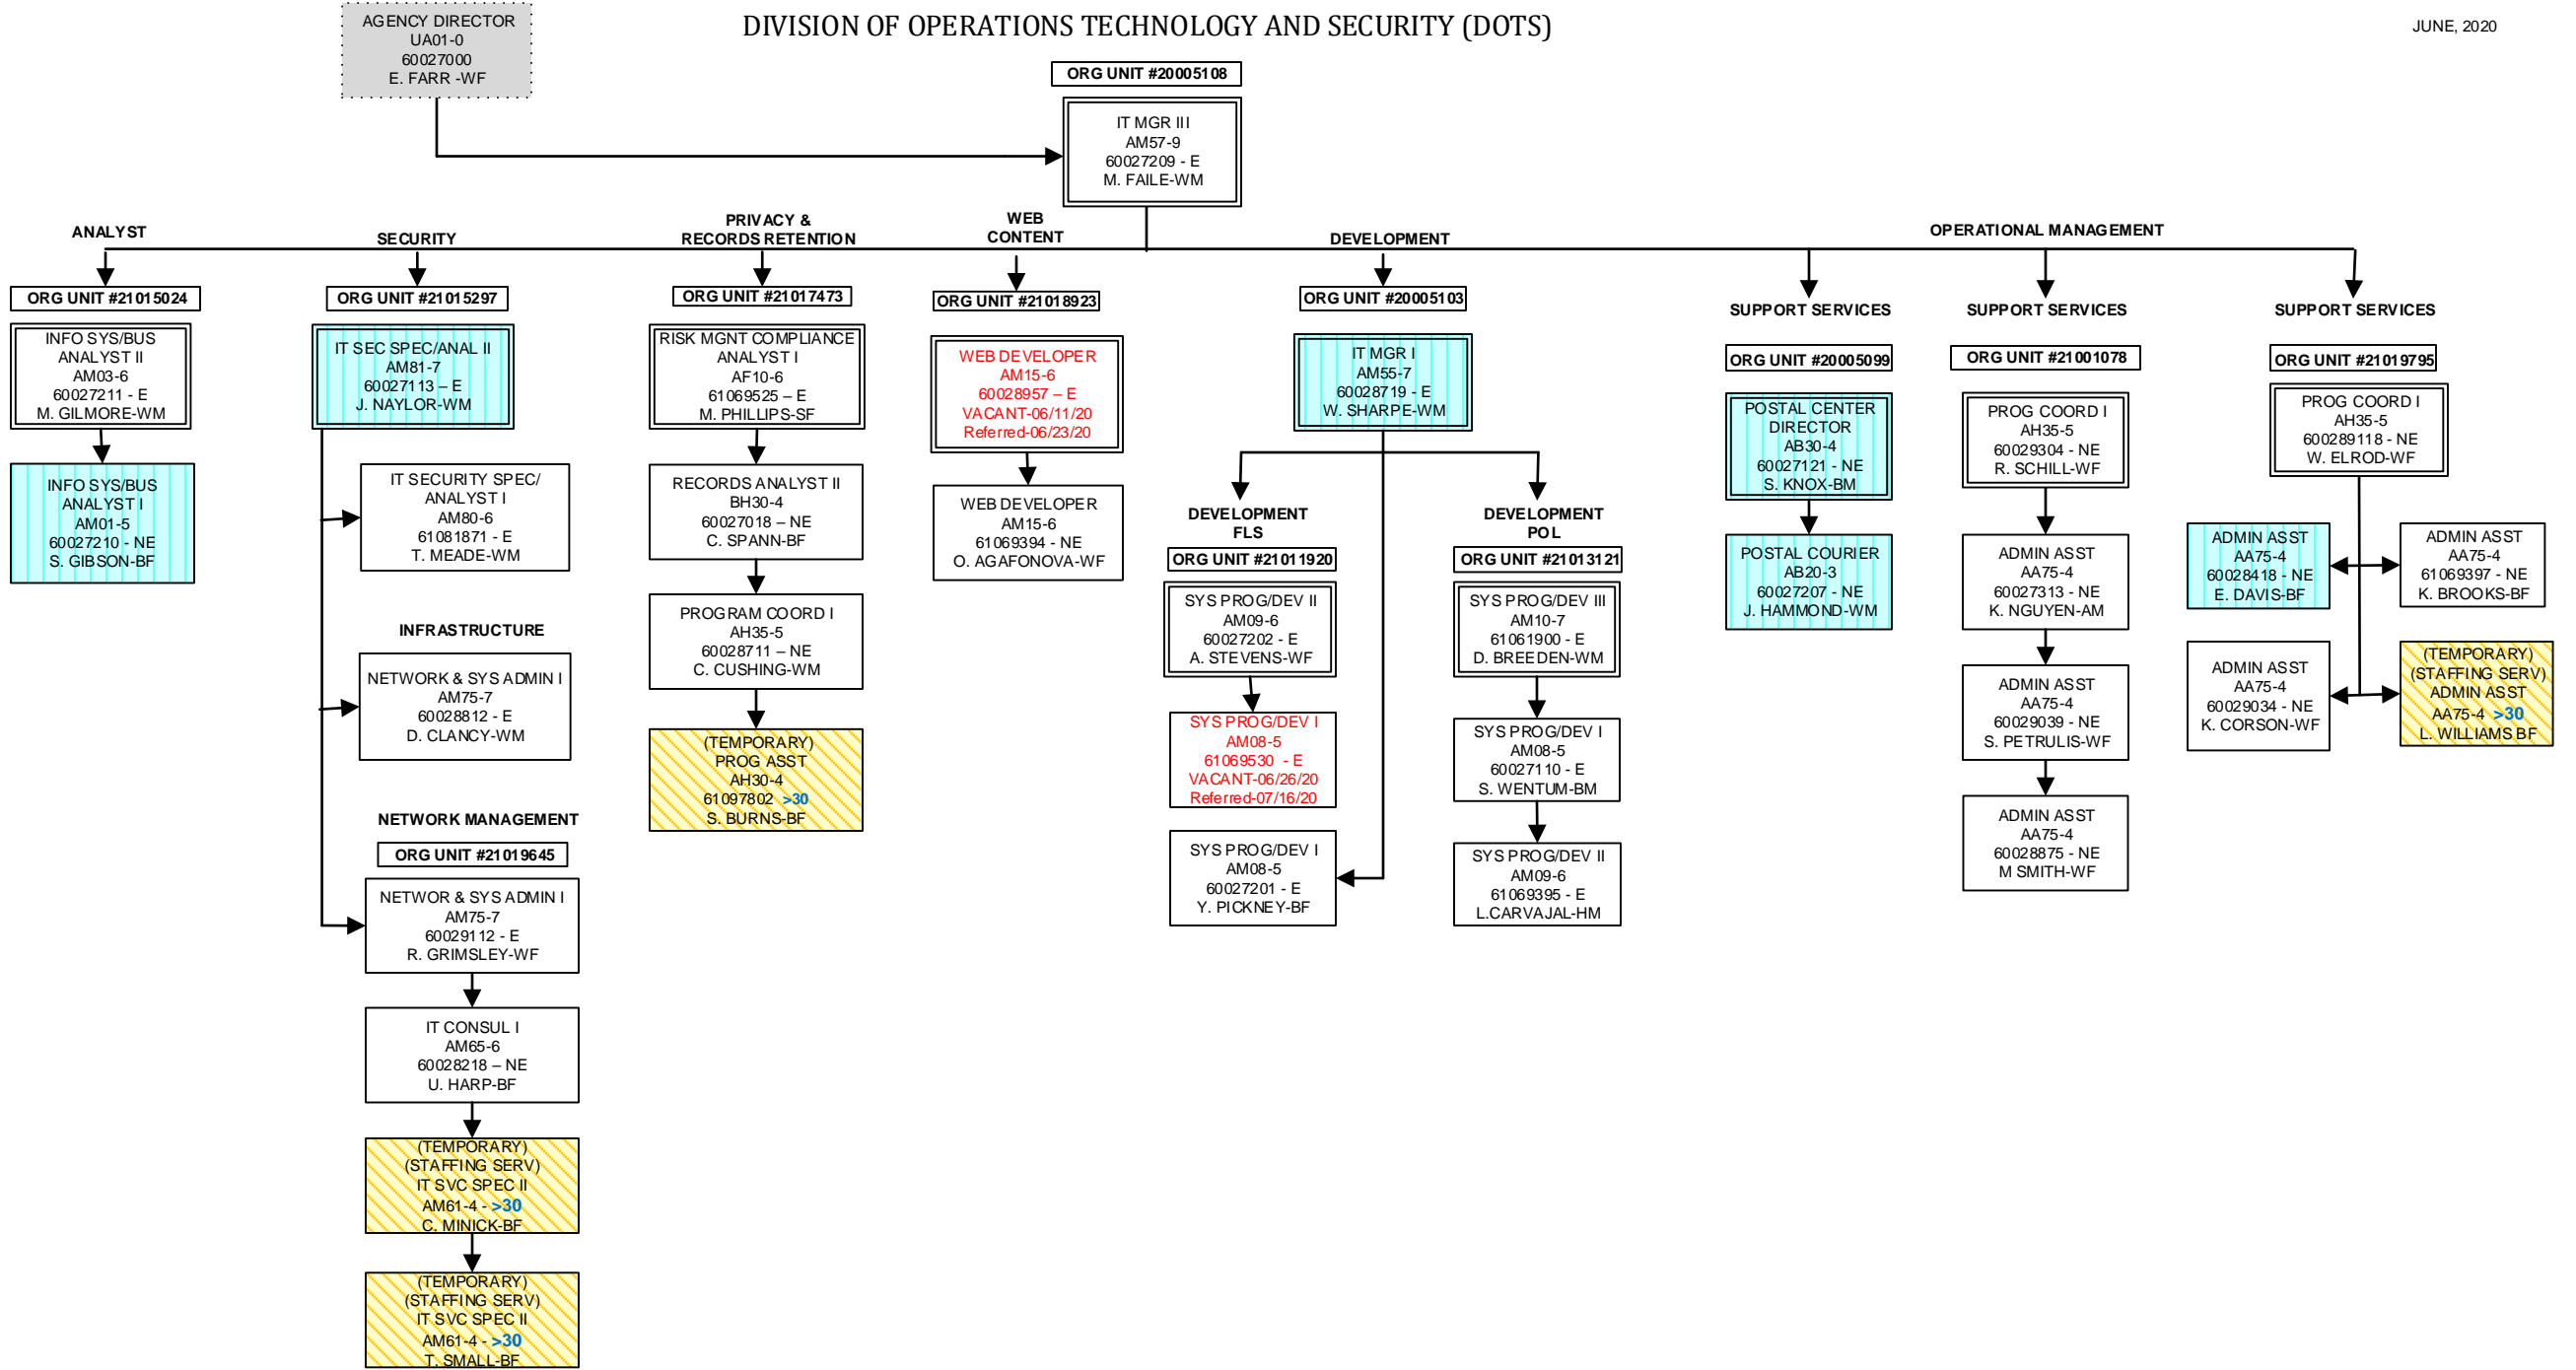 AGENCY DIRECTOR
UA01-0
60027000
E. FARR -WF
DIVISION OF OPERATIONS TECHNOLOGY AND SECURITY (DOTS)
JUNE, 2020
ORG UNIT #20005108
IT MGR III
AM57-9
60027209 - E
M. FAILE-WM
ANALYST
ORG UNIT #21015024
INFO SYS/BUS
ANALYST II
AM03-6
60027211 - E
M. GILMORE-WM
INFO SYS/BUS
ANALYST I
AM01-5
60027210 - NE
S. GIBSON-BF
SECURITY
ORG UNIT #21015297
IT SEC SPEC/ANAL II
AM81-7
60027113 – E
J. NAYLOR-WM
IT SECURITY SPEC/
ANALYST I
AM80-6
61081871 - E
T. MEADE-WM
INFRASTRUCTURE
NETWORK & SYS ADMIN I
AM75-7
60028812 - E
D. CLANCY-WM
NETWORK MANAGEMENT
ORG UNIT #21019645
NETWOR & SYS ADMIN I
AM75-7
60029112 - E
R. GRIMSLEY-WF
IT CONSUL I
AM65-6
60028218 – NE
U. HARP-BF
(TEMPORARY)
(STAFFING SERV)
IT SVC SPEC II
AM61-4 - >30
C. MINICK-BF
(TEMPORARY)
(STAFFING SERV)
IT SVC SPEC II
AM61-4 - >30
T. SMALL-BF
PRIVACY &
RECORDS RETENTION
ORG UNIT #21017473
RISK MGNT COMPLIANCE
ANALYST I
AF10-6
61069525 – E
M. PHILLIPS-SF
RECORDS ANALYST II
BH30-4
60027018 – NE
C. SPANN-BF
PROGRAM COORD I
AH35-5
60028711 – NE
C. CUSHING-WM
(TEMPORARY)
PROG ASST
AH30-4
61097802 >30
S. BURNS-BF
WEB
CONTENT
ORG UNIT #21018923
WEB DEVELOPER
AM15-6
60028957 – E
VACANT-06/11/20
Referred-06/23/20
WEB DEVELOPER
AM15-6
61069394 - NE
O. AGAFONOVA-WF
DEVELOPMENT
ORG UNIT #20005103
IT MGR I
AM55-7
60028719 - E
W. SHARPE-WM
DEVELOPMENT
FLS
ORG UNIT #21011920
SYS PROG/DEV II
AM09-6
60027202 - E
A. STEVENS-WF
SYS PROG/DEV I
AM08-5
61069530 - E
VACANT-06/26/20
Referred-07/16/20
SYS PROG/DEV I
AM08-5
60027201 - E
Y. PICKNEY-BF
DEVELOPMENT
POL
ORG UNIT #21013121
SYS PROG/DEV III
AM10-7
61061900 - E
D. BREEDEN-WM
SYS PROG/DEV I
AM08-5
60027110 - E
S. WENTUM-BM
SYS PROG/DEV II
AM09-6
61069395 - E
L.CARVAJAL-HM
OPERATIONAL MANAGEMENT
SUPPORT SERVICES
ORG UNIT #20005099
POSTAL CENTER
DIRECTOR
AB30-4
60027121 - NE
S. KNOX-BM
POSTAL COURIER
AB20-3
60027207 - NE
J. HAMMOND-WM
SUPPORT SERVICES
ORG UNIT #21001078
PROG COORD I
AH35-5
60029304 - NE
R. SCHILL-WF
ADMIN ASST
AA75-4
60027313 - NE
K. NGUYEN-AM
ADMIN ASST
AA75-4
60029039 - NE
S. PETRULIS-WF
ADMIN ASST
AA75-4
60028875 - NE
M SMITH-WF
SUPPORT SERVICES
ORG UNIT #21019795
PROG COORD I
AH35-5
600289118 - NE
W. ELROD-WF
ADMIN ASST
AA75-4
60028418 - NE
E. DAVIS-BF
ADMIN ASST
AA75-4
61069397 - NE
K. BROOKS-BF
ADMIN ASST
AA75-4
60029034 - NE
K. CORSON-WF
(TEMPORARY)
(STAFFING SERV)
ADMIN ASST
AA75-4 >30
L. WILLIAMS BF